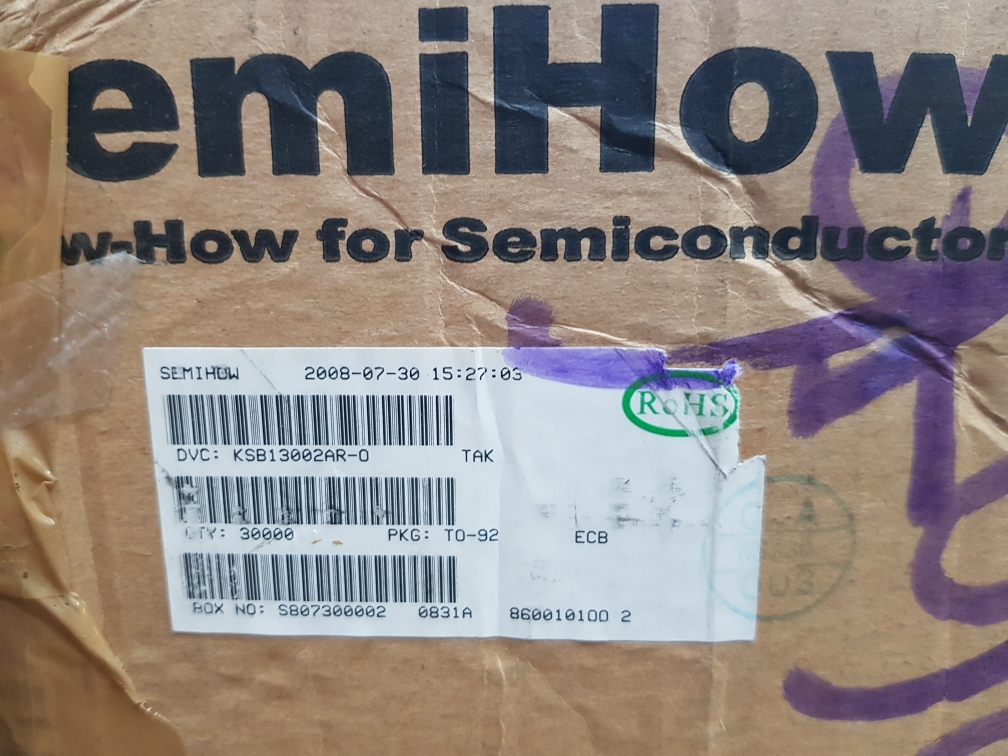 emiHow
w-How for Semiconductor
SEMIHOW 2008-07-30 15:27:03
RoHS
DVC: KSB13002AR-O TAK
QTY: 30000 PKG: TO-92 ECB
BOX NO: S807300002 0831A 860010100 2